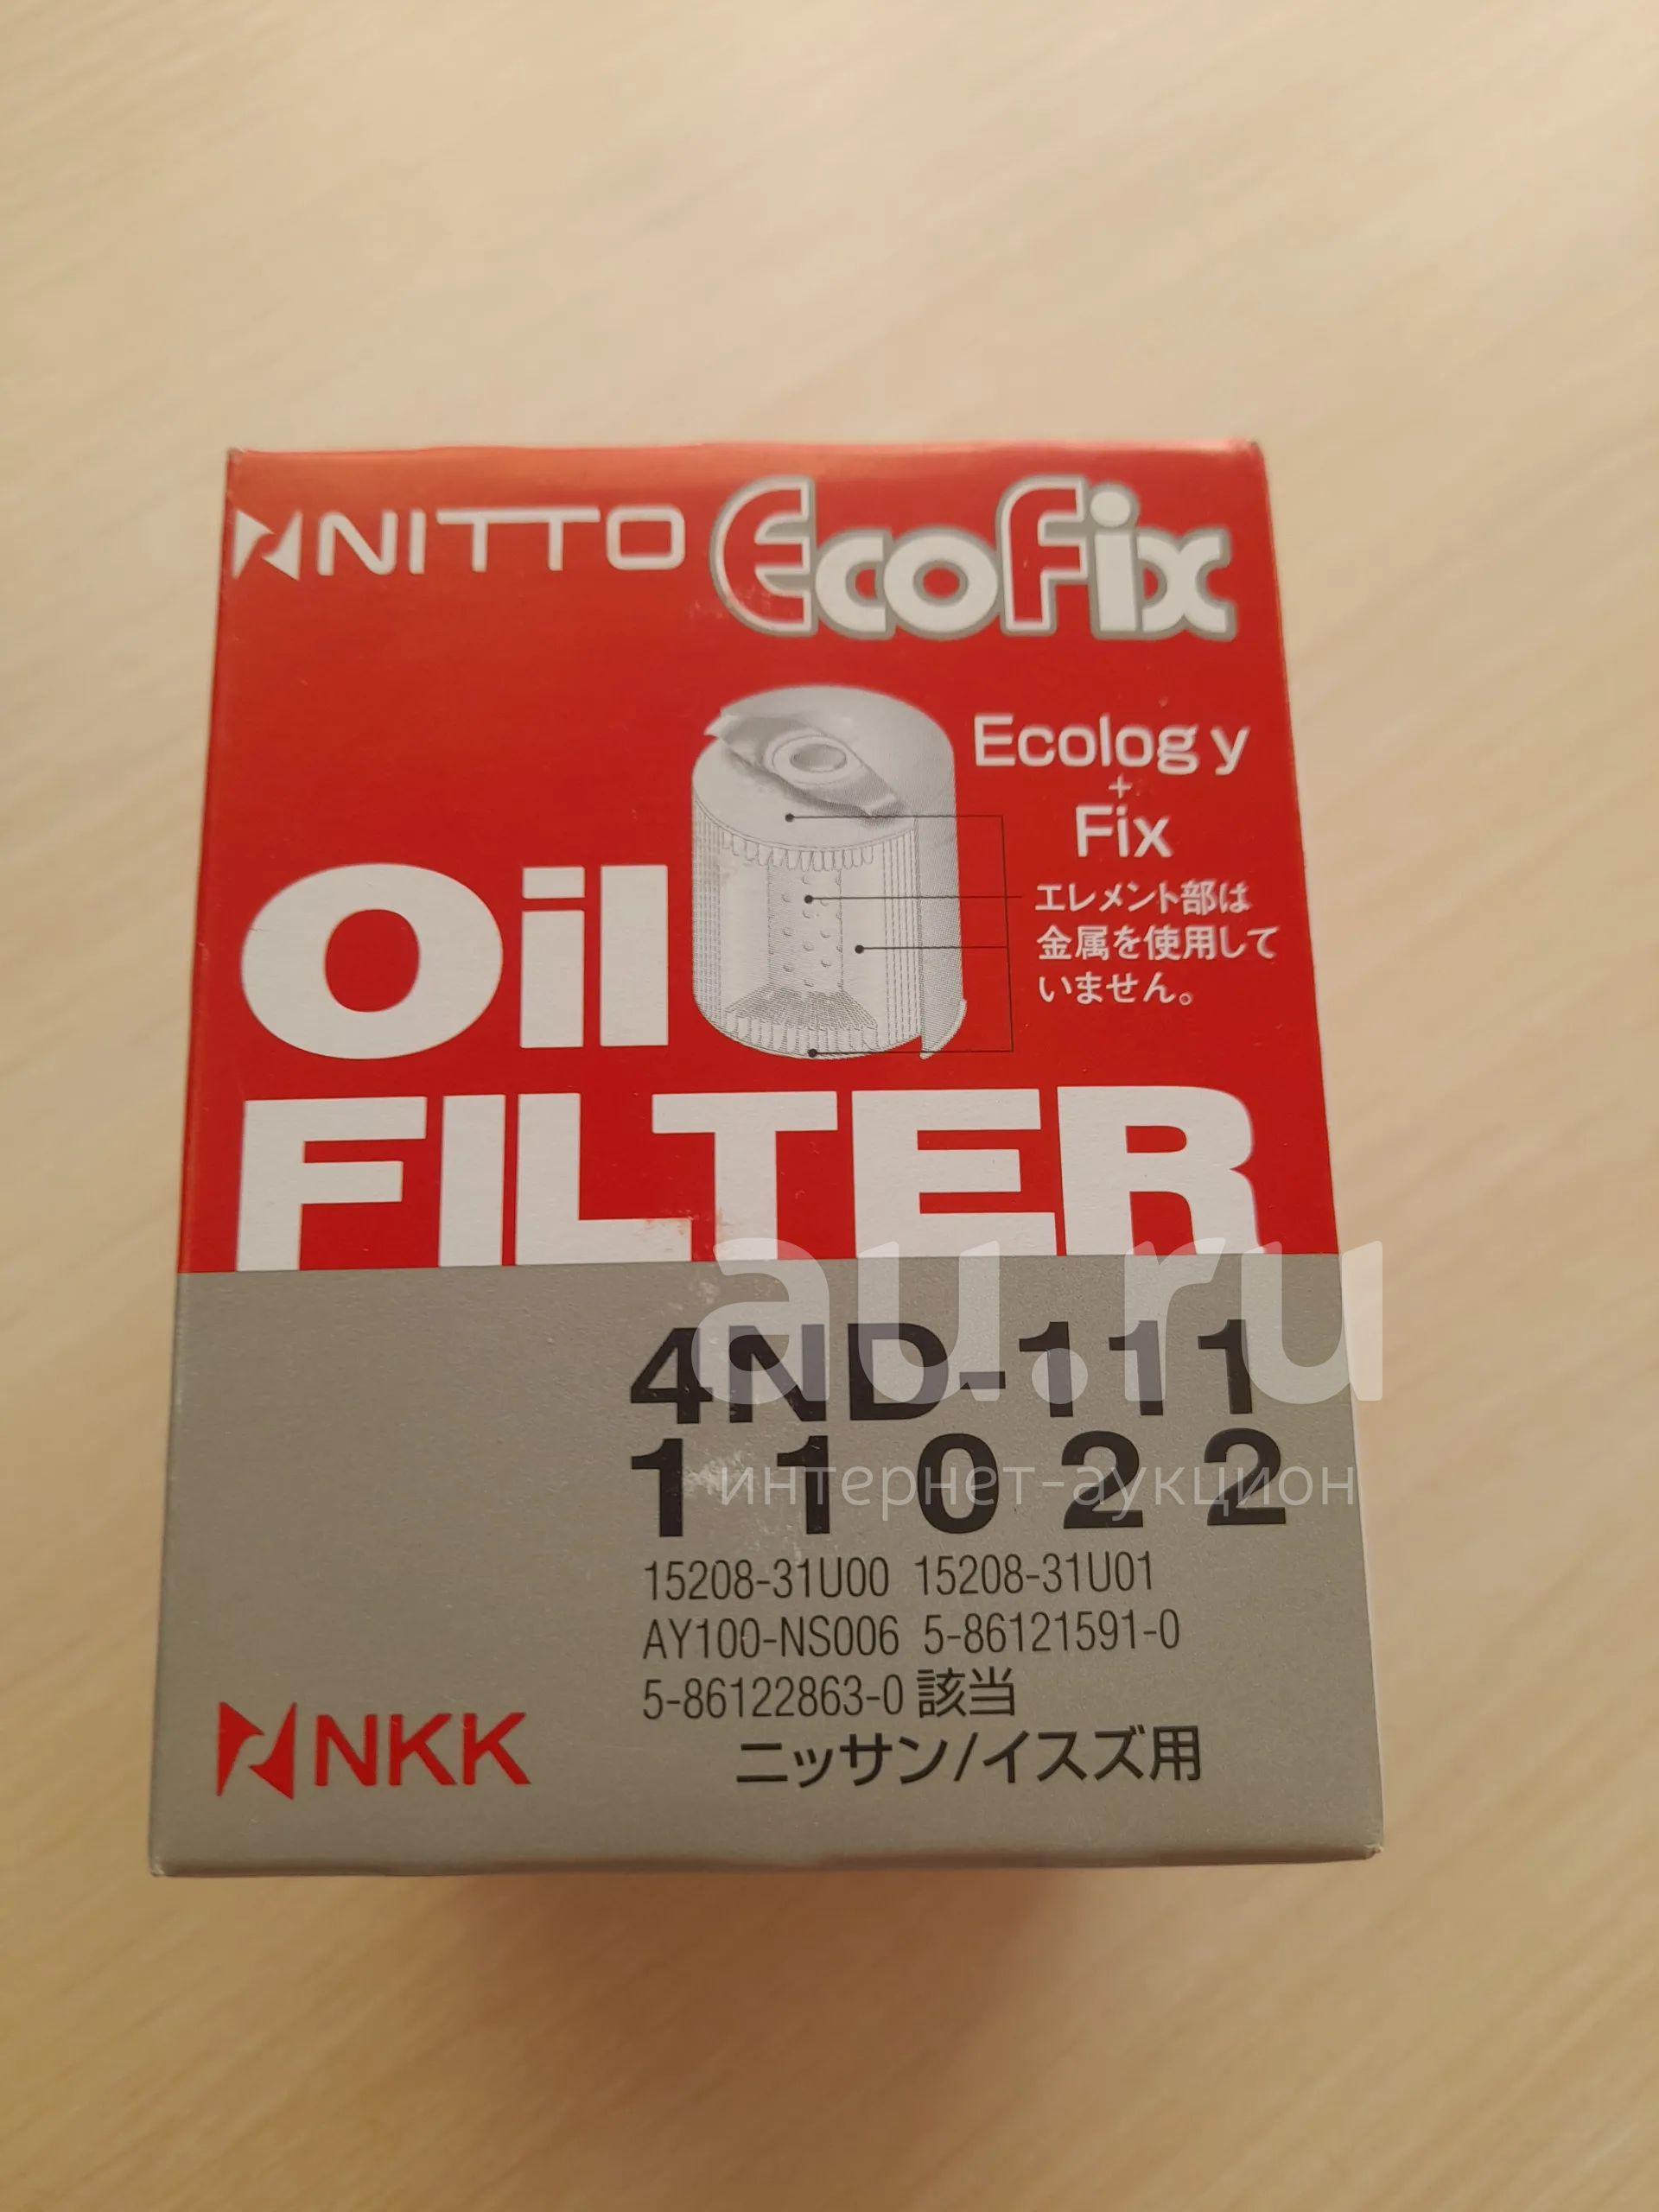 NITTO EcoFix
Ecology
+
Fix
エレメント部は
金属を使用して
いません。
Oil
FILTER
au.ru
4ND-111
интернет-аукцион
11022
15208-31U00 15208-31U01
AY100-NS006 5-86121591-0
5-86122863-0 該当
NKK
ニッサン/イスズ用